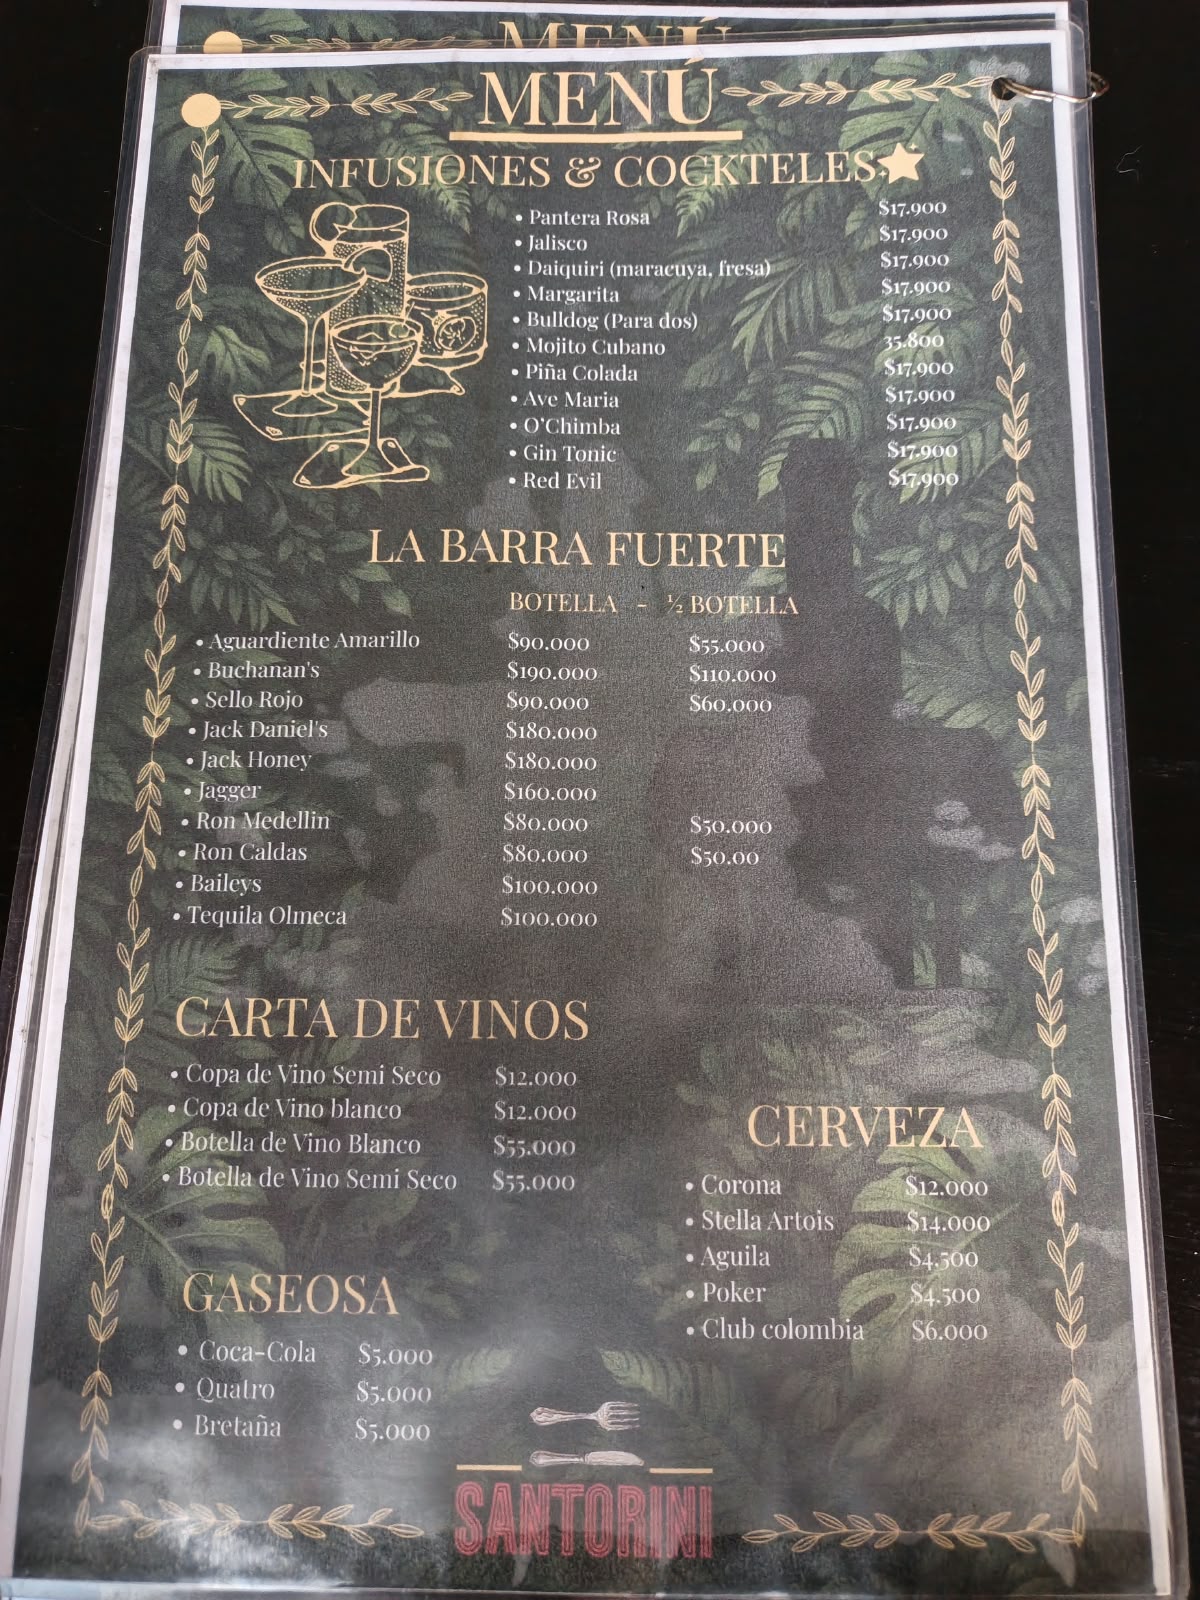 MENÚ
MENÚ
INFUSIONES & COCKTELES
• Pantera Rosa $17.900
• Jalisco $17.900
• Daiquiri (maracuya, fresa) $17.900
• Margarita $17.900
• Bulldog (Para dos) $17.900
• Mojito Cubano 35.800
• Piña Colada $17.900
• Ave Maria $17.900
• O'Chimba $17.900
• Gin Tonic $17.900
• Red Evil $17.900
LA BARRA FUERTE
BOTELLA - ½ BOTELLA
• Aguardiente Amarillo $90.000 $55.000
• Buchanan's $190.000 $110.000
• Sello Rojo $90.000 $60.000
• Jack Daniel's $180.000
• Jack Honey $180.000
• Jagger $160.000
• Ron Medellin $80.000 $50.000
• Ron Caldas $80.000 $50.00
• Baileys $100.000
• Tequila Olmeca $100.000
CARTA DE VINOS
• Copa de Vino Semi Seco $12.000
• Copa de Vino blanco $12.000
• Botella de Vino Blanco $55.000
• Botella de Vino Semi Seco $55.000
CERVEZA
• Corona $12.000
• Stella Artois $14.000
• Aguila $4.500
• Poker $4.500
• Club colombia $6.000
GASEOSA
• Coca-Cola $5.000
• Quatro $5.000
• Bretaña $5.000
SANTORINI